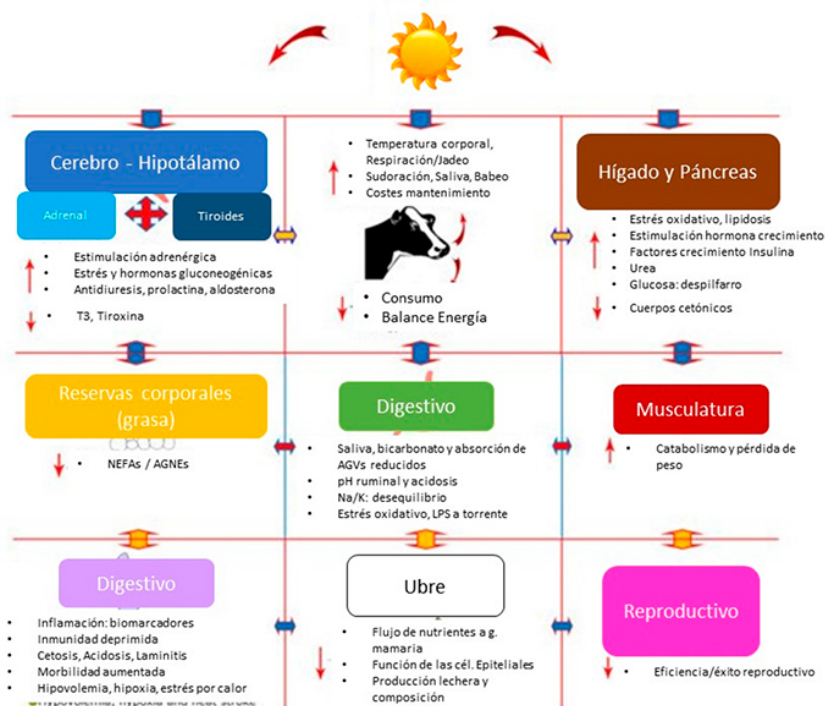 Cerebro - Hipotálamo
Adrenal
Tiroides
Estimulación adrenérgica
Estrés y hormonas gluconeogénicas
Antidiuresis, prolactina, aldosterona
T3, Tiroxina
Temperatura corporal,
Respiración/Jadeo
Sudoración, Saliva, Babeo
Costes mantenimiento
Consumo
Balance Energía
Hígado y Páncreas
Estrés oxidativo, lipidosis
Estimulación hormona crecimiento
Factores crecimiento Insulina
Urea
Glucosa: despilfarro
Cuerpos cetónicos
Reservas corporales
(grasa)
NEFAs / AGNEs
Digestivo
Saliva, bicarbonato y absorción de
AGVs reducidos
pH ruminal y acidosis
Na/K: desequilibrio
Estrés oxidativo, LPS a torrente
Musculatura
Catabolismo y pérdida de
peso
Digestivo
Inflamación: biomarcadores
Inmunidad deprimida
Cetosis, Acidosis, Laminitis
Morbilidad aumentada
Hipovolemia, hipoxia, estrés por calor
Hypovolemia, hypoxia and heat stroke
Ubre
Flujo de nutrientes a g.
mamaria
Función de las cél. Epiteliales
Producción lechera y
composición
Reproductivo
Eficiencia/éxito reproductivo